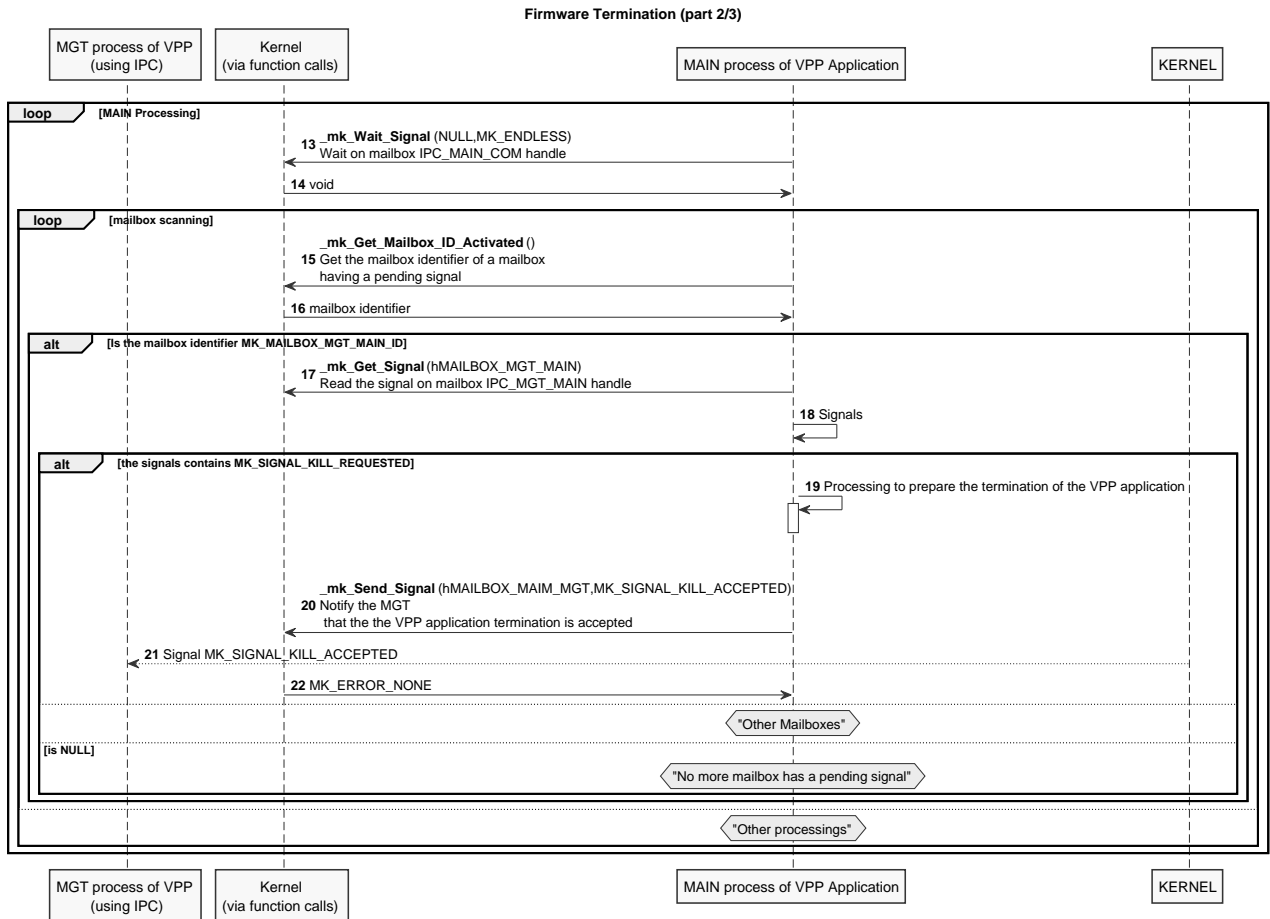 Firmware Termination (part 2/3)
MGT process of VPP
(using IPC)
Kernel
(via function calls)
MAIN process of VPP Application
KERNEL
loop [MAIN Processing]
13 _mk_Wait_Signal (NULL,MK_ENDLESS)
Wait on mailbox IPC_MAIN_COM handle
14 void
loop [mailbox scanning]
_mk_Get_Mailbox_ID_Activated ()
15 Get the mailbox identifier of a mailbox
having a pending signal
16 mailbox identifier
alt [Is the mailbox identifier MK_MAILBOX_MGT_MAIN_ID]
17 _mk_Get_Signal (hMAILBOX_MGT_MAIN)
Read the signal on mailbox IPC_MGT_MAIN handle
18 Signals
alt [the signals contains MK_SIGNAL_KILL_REQUESTED]
19 Processing to prepare the termination of the VPP application
_mk_Send_Signal (hMAILBOX_MAIM_MGT,MK_SIGNAL_KILL_ACCEPTED)
20 Notify the MGT
that the the VPP application termination is accepted
21 Signal MK_SIGNAL_KILL_ACCEPTED
22 MK_ERROR_NONE
"Other Mailboxes"
[is NULL]
"No more mailbox has a pending signal"
"Other processings"
MGT process of VPP
(using IPC)
Kernel
(via function calls)
MAIN process of VPP Application
KERNEL